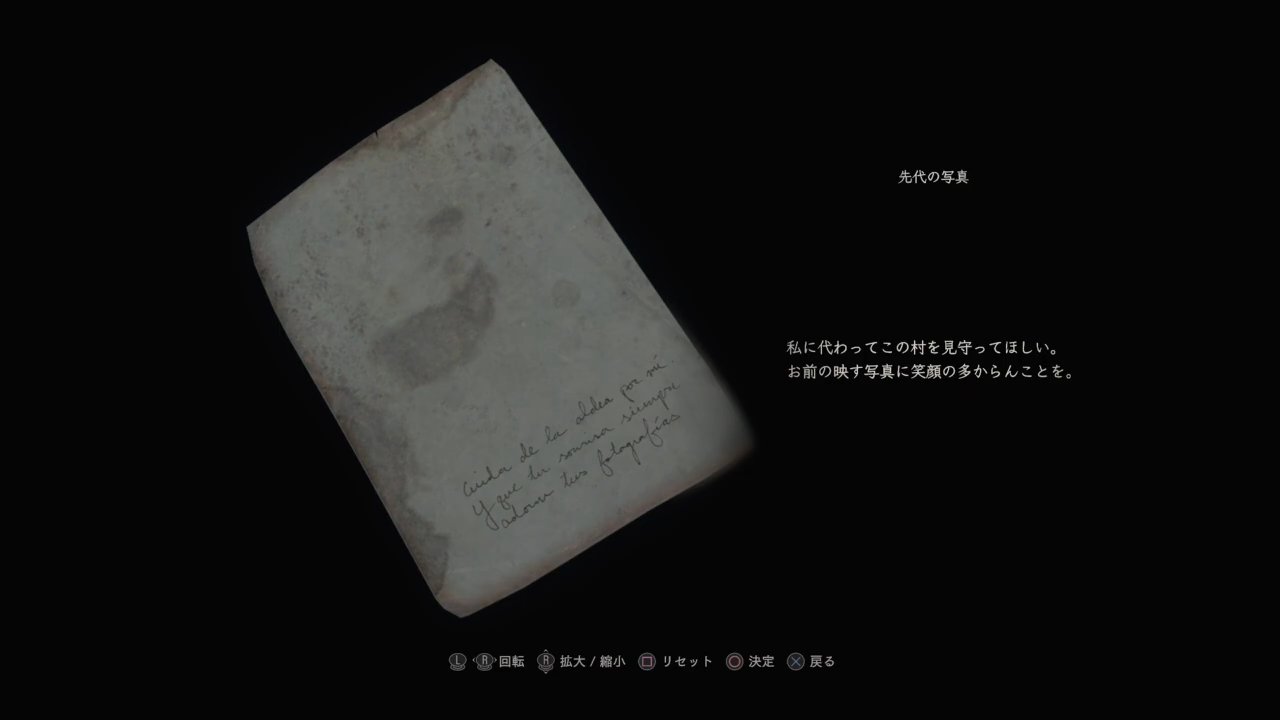 先代の写真
私に代わってこの村を見守ってほしい。
お前の映す写真に笑顔の多からんことを。
Cuida de la aldea por mí
Y que tu sonrisa siempre
adorne tus fotografías
L R 回転 R 拡大 / 縮小 リセット 決定 戻る